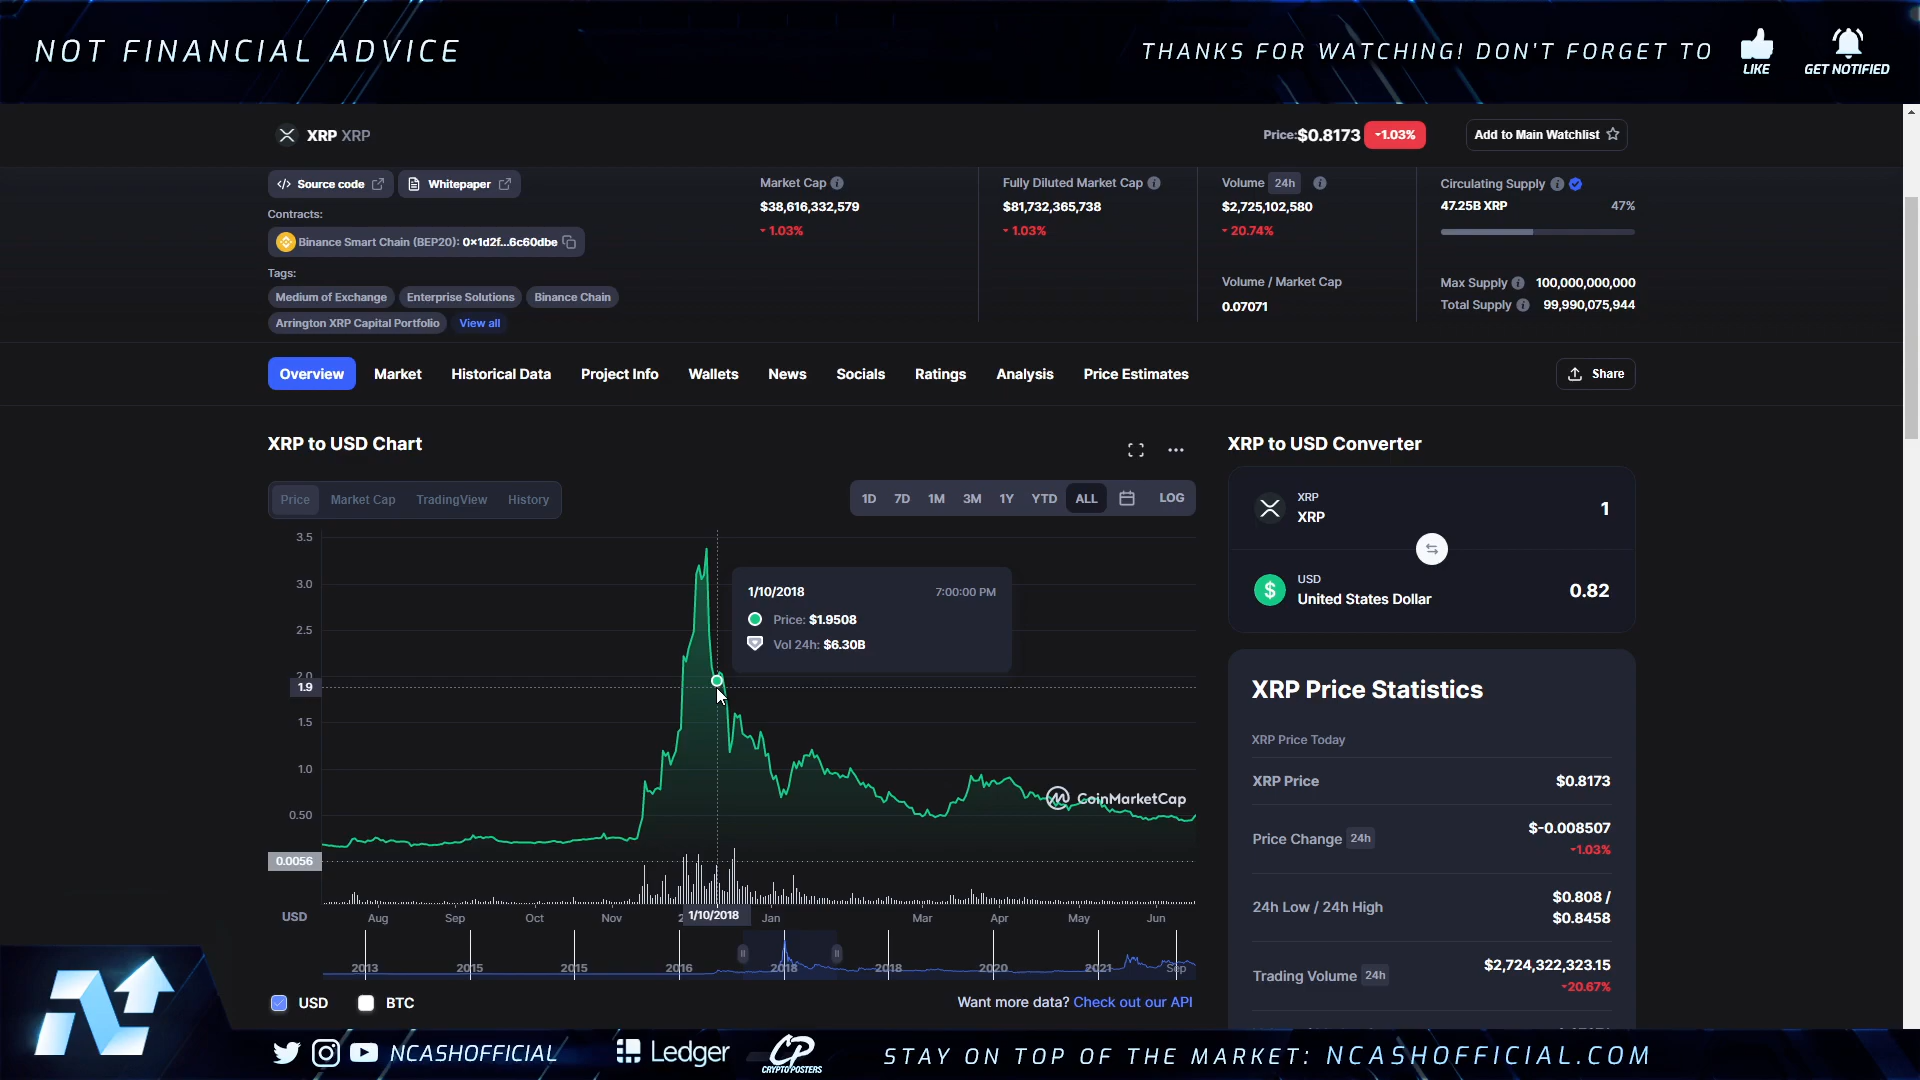 NOT FINANCIAL ADVICE
THANKS FOR WATCHING! DON'T FORGET TO
LIKE
GET NOTIFIED
XRP XRP
Price:$0.8173 1.03%
Add to Main Watchlist
Source code
Whitepaper
Contracts:
Binance Smart Chain (BEP20): 0x1d2f...6c60dbe
Tags:
Medium of Exchange
Enterprise Solutions
Binance Chain
Arrington XRP Capital Portfolio
View all
Market Cap
$38,616,332,579
1.03%
Fully Diluted Market Cap
$81,732,365,738
1.03%
Volume 24h
$2,725,102,580
20.74%
Volume / Market Cap
0.07071
Circulating Supply
47.25B XRP 47%
Max Supply 100,000,000,000
Total Supply 99,990,075,944
Overview Market Historical Data Project Info Wallets News Socials Ratings Analysis Price Estimates
Share
XRP to USD Chart
Price Market Cap TradingView History
1D 7D 1M 3M 1Y YTD ALL LOG
3.5
3.0
2.5
2.0
1.9
1.5
1.0
0.50
0.0056
1/10/2018 7:00:00 PM
Price: $1.9508
Vol 24h: $6.30B
CoinMarketCap
USD Aug Sep Oct Nov 1/10/2018 Jan Mar Apr May Jun
2013 2015 2015 2016 2018 2018 2020 2021 Sep
USD BTC
Want more data? Check out our API
XRP to USD Converter
XRP
XRP
1
USD
United States Dollar
0.82
XRP Price Statistics
XRP Price Today
XRP Price $0.8173
Price Change 24h $-0.008507
1.03%
24h Low / 24h High $0.808 /
$0.8458
Trading Volume 24h $2,724,322,323.15
20.67%
NCASHOFFICIAL
Ledger
CP
CRYPTOPOSTERS
STAY ON TOP OF THE MARKET: NCASHOFFICIAL.COM